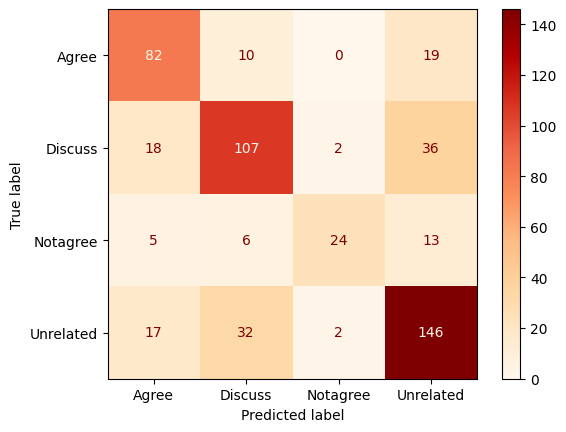 Agree 82 10 0 19
Discuss 18 107 2 36
Notagree 5 6 24 13
Unrelated 17 32 2 146
Agree Discuss Notagree Unrelated
Predicted label
True label
140
120
100
80
60
40
20
0